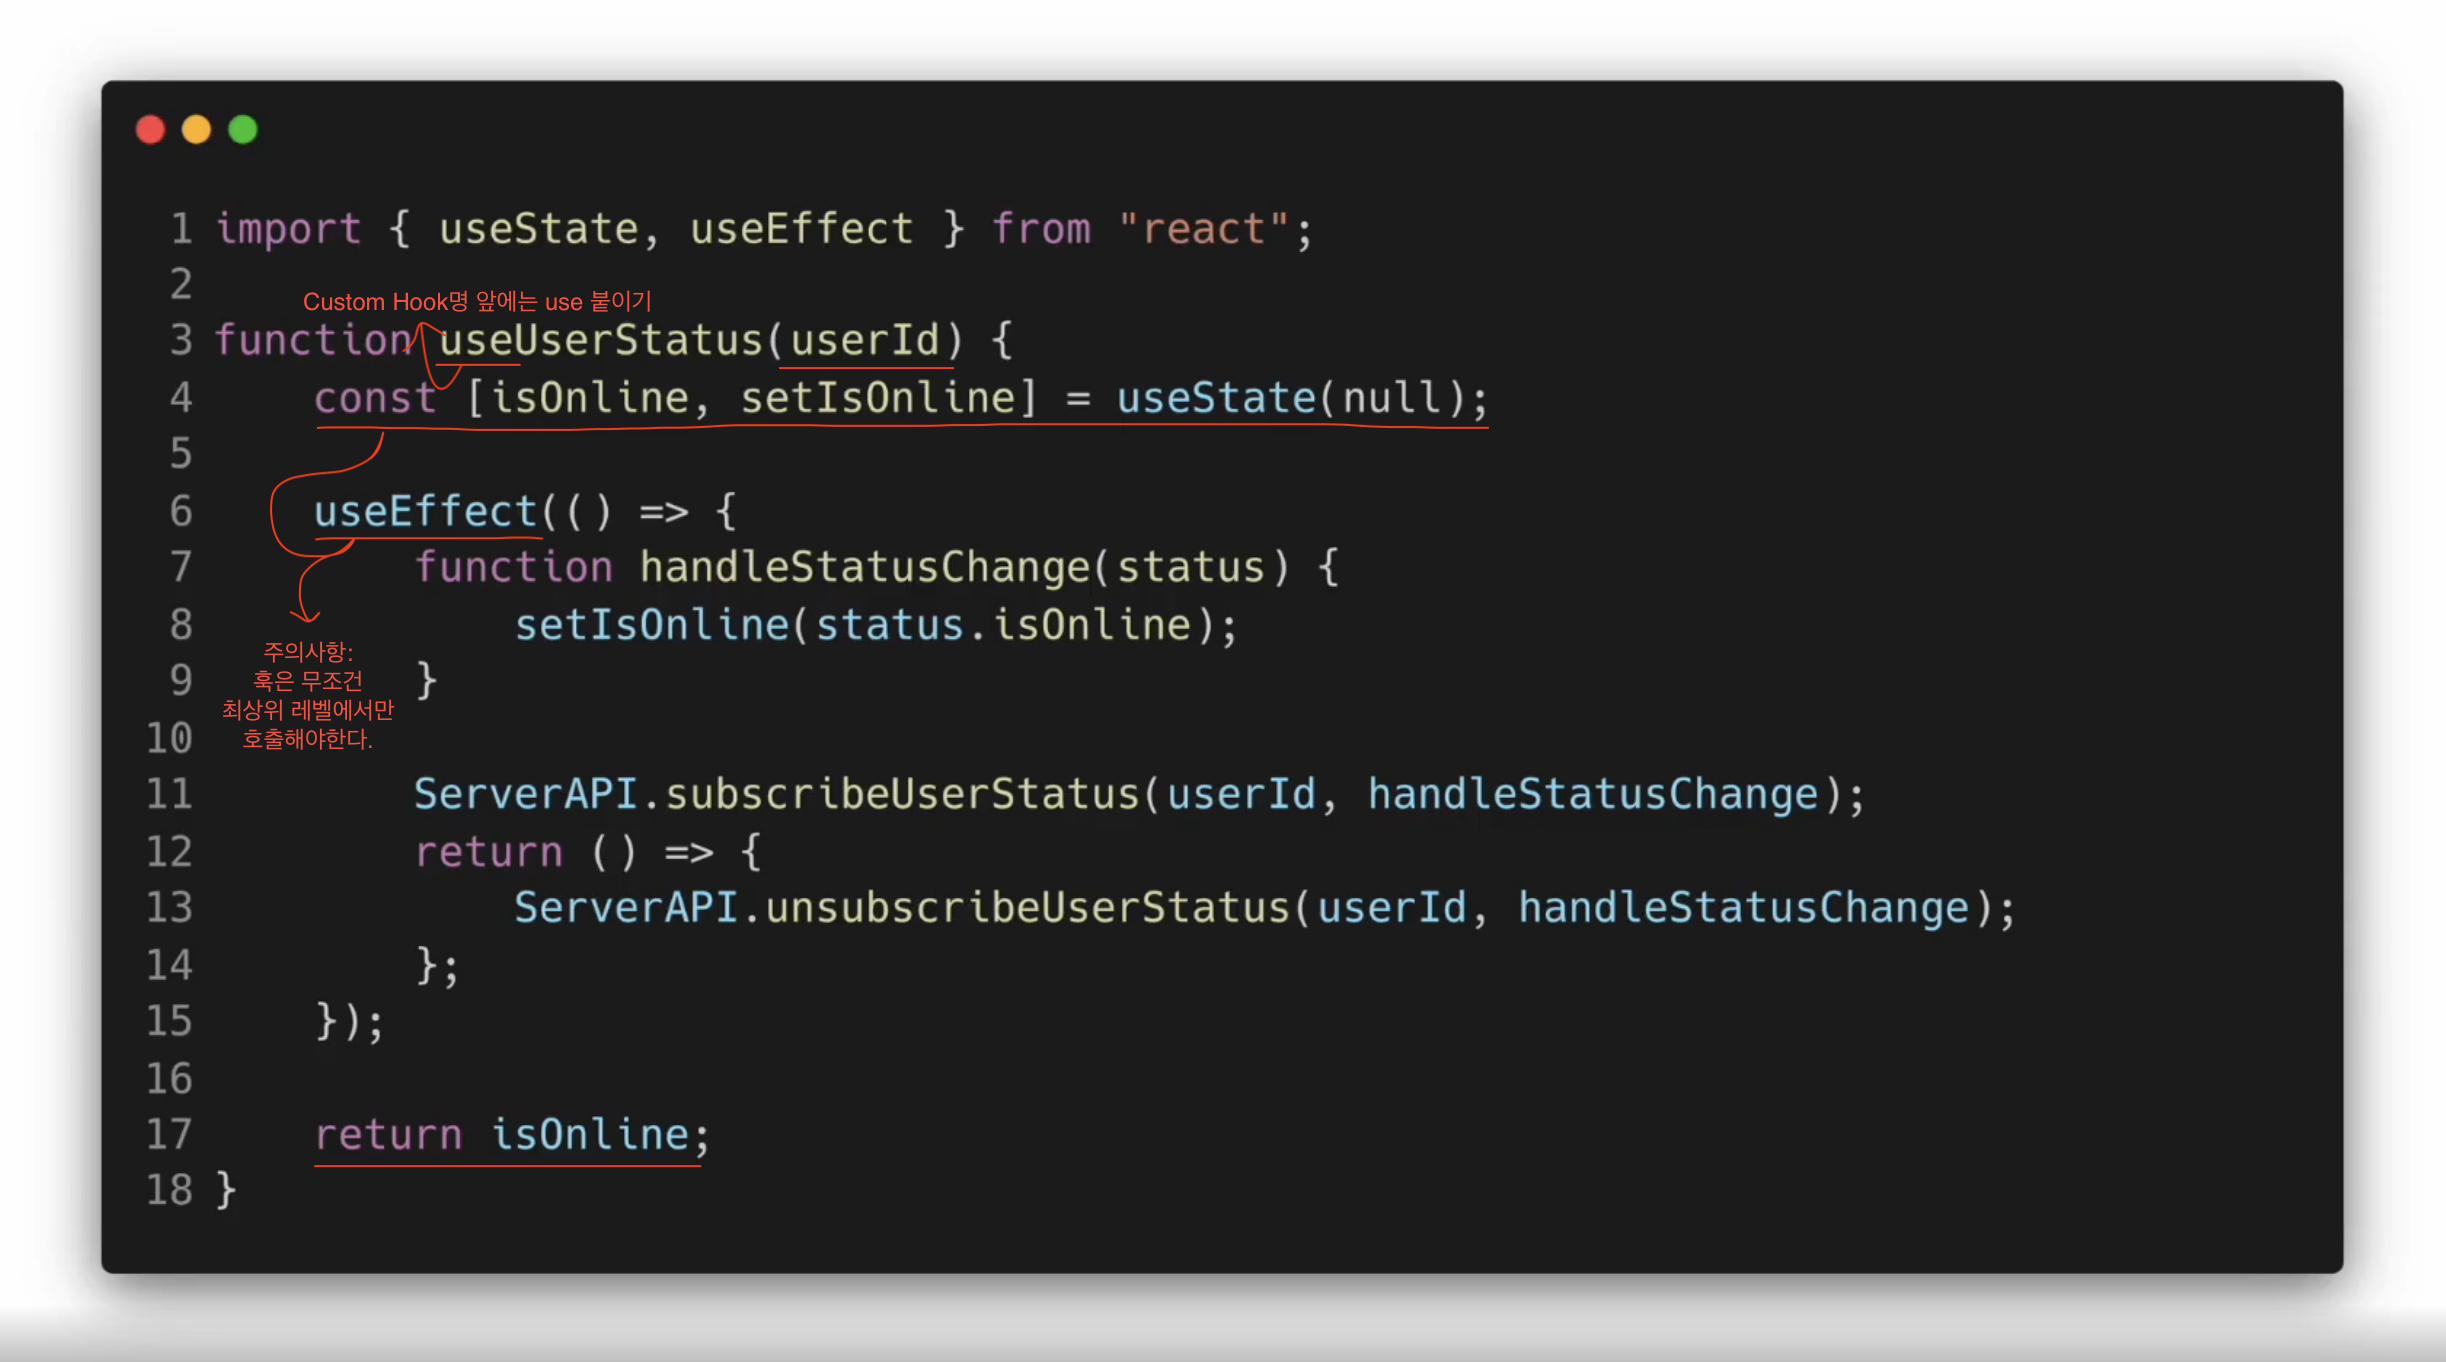 1 import { useState, useEffect } from "react";
2
Custom Hook명 앞에는 use 붙이기
3 function useUserStatus(userId) {
4     const [isOnline, setIsOnline] = useState(null);
5
6     useEffect(() => {
7         function handleStatusChange(status) {
8             setIsOnline(status.isOnline);
주의사항:
9         }
훅은 무조건
최상위 레벨에서만
10
호출해야한다.
11         ServerAPI.subscribeUserStatus(userId, handleStatusChange);
12         return () => {
13             ServerAPI.unsubscribeUserStatus(userId, handleStatusChange);
14         };
15     });
16
17     return isOnline;
18 }